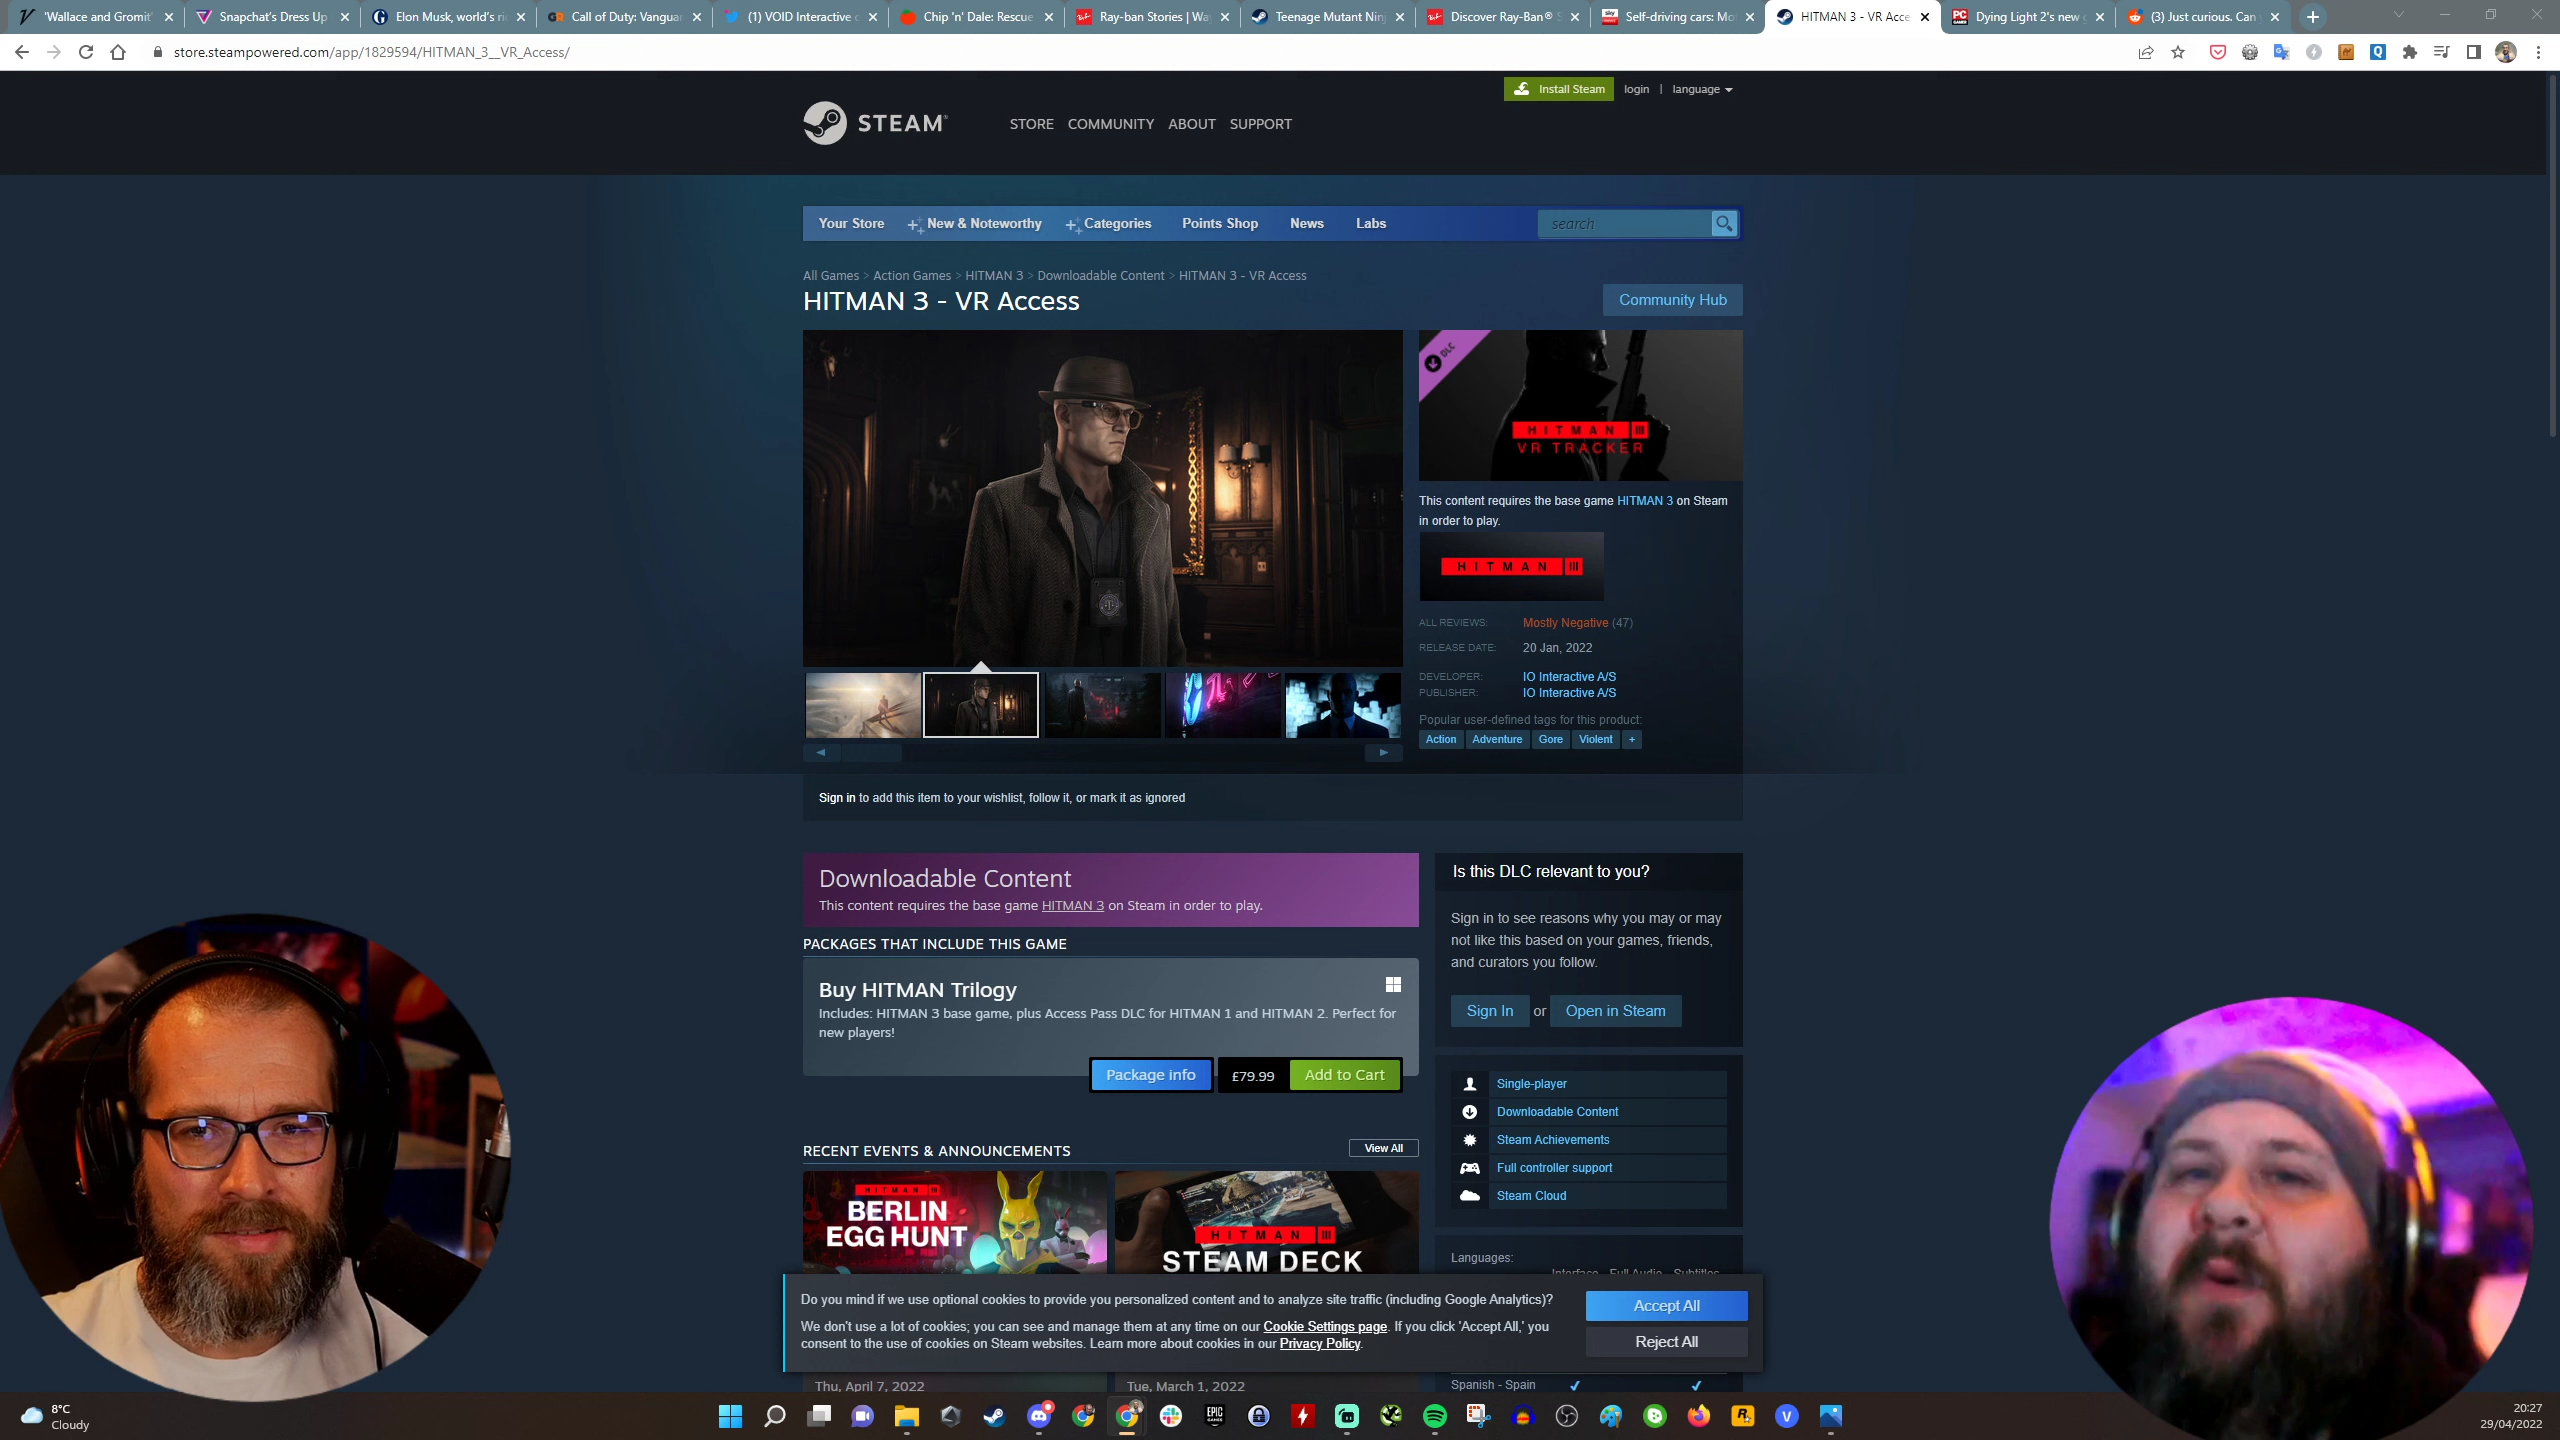 'Wallace and Gromit'
Snapchat's Dress Up
Elon Musk, world's ri
Call of Duty: Vangua
(1) VOID Interactive
Chip 'n' Dale: Rescue
Ray-ban Stories | Wa
Teenage Mutant Nin
Discover Ray-Ban® S
Self-driving cars: Mo
HITMAN 3 - VR Acce
Dying Light 2's new
(3) Just curious. Can
store.steampowered.com/app/1829594/HITMAN_3__VR_Access/
Install Steam login | language
STEAM
STORE COMMUNITY ABOUT SUPPORT
Your Store New & Noteworthy Categories Points Shop News Labs search
All Games > Action Games > HITMAN 3 > Downloadable Content > HITMAN 3 - VR Access
HITMAN 3 - VR Access
Community Hub
DLC
HITMAN III
VR TRACKER
This content requires the base game HITMAN 3 on Steam
in order to play.
HITMAN III
ALL REVIEWS: Mostly Negative (47)
RELEASE DATE: 20 Jan, 2022
DEVELOPER: IO Interactive A/S
PUBLISHER: IO Interactive A/S
Popular user-defined tags for this product:
Action Adventure Gore Violent +
Sign in to add this item to your wishlist, follow it, or mark it as ignored
Downloadable Content
This content requires the base game HITMAN 3 on Steam in order to play.
PACKAGES THAT INCLUDE THIS GAME
Buy HITMAN Trilogy
Includes: HITMAN 3 base game, plus Access Pass DLC for HITMAN 1 and HITMAN 2. Perfect for
new players!
Package info £79.99 Add to Cart
RECENT EVENTS & ANNOUNCEMENTS
View All
HITMAN III
BERLIN
EGG HUNT
HITMAN III
STEAM DECK
Thu, April 7, 2022
Tue, March 1, 2022
Is this DLC relevant to you?
Sign in to see reasons why you may or may
not like this based on your games, friends,
and curators you follow.
Sign In or Open in Steam
Single-player
Downloadable Content
Steam Achievements
Full controller support
Steam Cloud
Languages:
Interface Full Audio Subtitles
Spanish - Spain ✔ ✔
Do you mind if we use optional cookies to provide you personalized content and to analyze site traffic (including Google Analytics)?
We don't use a lot of cookies; you can see and manage them at any time on our Cookie Settings page. If you click 'Accept All,' you
consent to the use of cookies on Steam websites. Learn more about cookies in our Privacy Policy.
Accept All
Reject All
8°C
Cloudy
EPIC GAMES
20:27
29/04/2022